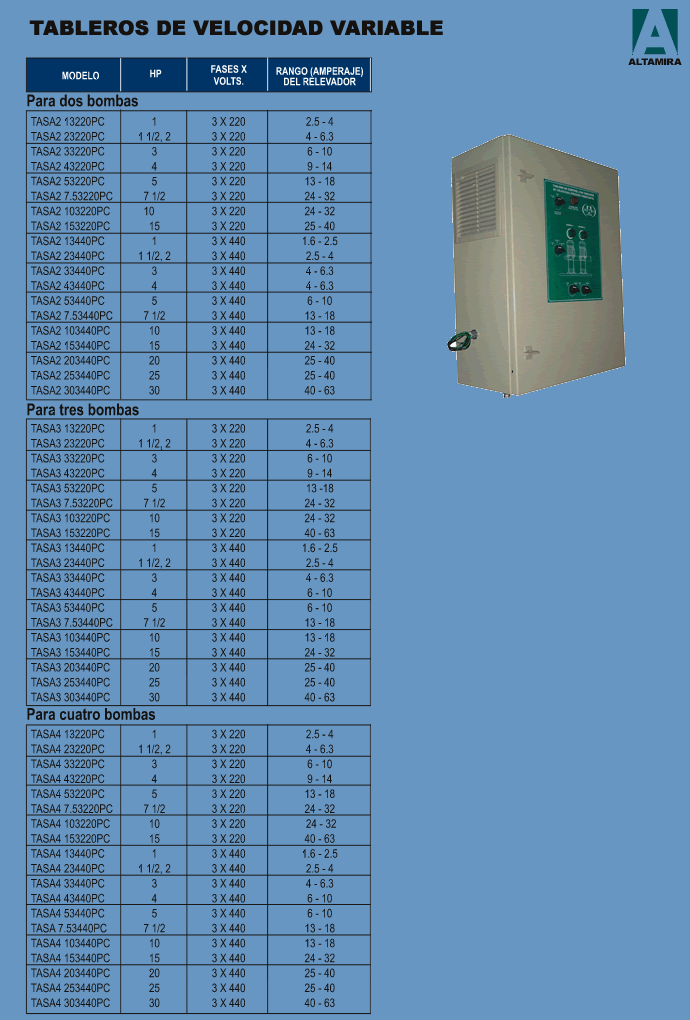 TABLEROS DE VELOCIDAD VARIABLE
ALTAMIRA
MODELO HP FASES X VOLTS. RANGO (AMPERAJE) DEL RELEVADOR
Para dos bombas
TASA2 13220PC 1 3 X 220 2.5 - 4
TASA2 23220PC 1 1/2, 2 3 X 220 4 - 6.3
TASA2 33220PC 3 3 X 220 6 - 10
TASA2 43220PC 4 3 X 220 9 - 14
TASA2 53220PC 5 3 X 220 13 - 18
TASA2 7.53220PC 7 1/2 3 X 220 24 - 32
TASA2 103220PC 10 3 X 220 24 - 32
TASA2 153220PC 15 3 X 220 25 - 40
TASA2 13440PC 1 3 X 440 1.6 - 2.5
TASA2 23440PC 1 1/2, 2 3 X 440 2.5 - 4
TASA2 33440PC 3 3 X 440 4 - 6.3
TASA2 43440PC 4 3 X 440 4 - 6.3
TASA2 53440PC 5 3 X 440 6 - 10
TASA2 7.53440PC 7 1/2 3 X 440 13 - 18
TASA2 103440PC 10 3 X 440 13 - 18
TASA2 153440PC 15 3 X 440 24 - 32
TASA2 203440PC 20 3 X 440 25 - 40
TASA2 253440PC 25 3 X 440 25 - 40
TASA2 303440PC 30 3 X 440 40 - 63
Para tres bombas
TASA3 13220PC 1 3 X 220 2.5 - 4
TASA3 23220PC 1 1/2, 2 3 X 220 4 - 6.3
TASA3 33220PC 3 3 X 220 6 - 10
TASA3 43220PC 4 3 X 220 9 - 14
TASA3 53220PC 5 3 X 220 13 -18
TASA3 7.53220PC 7 1/2 3 X 220 24 - 32
TASA3 103220PC 10 3 X 220 24 - 32
TASA3 153220PC 15 3 X 220 40 - 63
TASA3 13440PC 1 3 X 440 1.6 - 2.5
TASA3 23440PC 1 1/2, 2 3 X 440 2.5 - 4
TASA3 33440PC 3 3 X 440 4 - 6.3
TASA3 43440PC 4 3 X 440 6 - 10
TASA3 53440PC 5 3 X 440 6 - 10
TASA3 7.53440PC 7 1/2 3 X 440 13 - 18
TASA3 103440PC 10 3 X 440 13 - 18
TASA3 153440PC 15 3 X 440 24 - 32
TASA3 203440PC 20 3 X 440 25 - 40
TASA3 253440PC 25 3 X 440 25 - 40
TASA3 303440PC 30 3 X 440 40 - 63
Para cuatro bombas
TASA4 13220PC 1 3 X 220 2.5 - 4
TASA4 23220PC 1 1/2, 2 3 X 220 4 - 6.3
TASA4 33220PC 3 3 X 220 6 - 10
TASA4 43220PC 4 3 X 220 9 - 14
TASA4 53220PC 5 3 X 220 13 - 18
TASA4 7.53220PC 7 1/2 3 X 220 24 - 32
TASA4 103220PC 10 3 X 220 24 - 32
TASA4 153220PC 15 3 X 220 40 - 63
TASA4 13440PC 1 3 X 440 1.6 - 2.5
TASA4 23440PC 1 1/2, 2 3 X 440 2.5 - 4
TASA4 33440PC 3 3 X 440 4 - 6.3
TASA4 43440PC 4 3 X 440 6 - 10
TASA4 53440PC 5 3 X 440 6 - 10
TASA 7.53440PC 7 1/2 3 X 440 13 - 18
TASA4 103440PC 10 3 X 440 13 - 18
TASA4 153440PC 15 3 X 440 24 - 32
TASA4 203440PC 20 3 X 440 25 - 40
TASA4 253440PC 25 3 X 440 25 - 40
TASA4 303440PC 30 3 X 440 40 - 63